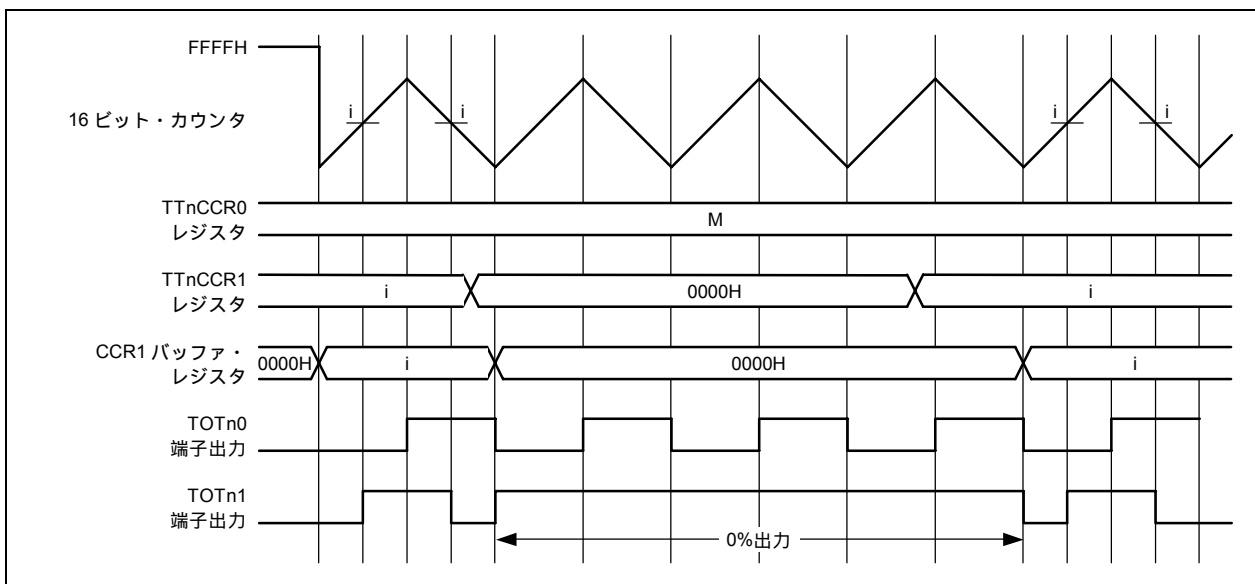 FFFFH
i
i
i
i
16 ビット・カウンタ
TTnCCR0
レジスタ
M
TTnCCR1
レジスタ
i
0000H
i
CCR1 バッファ・
レジスタ
0000H
i
0000H
i
TOTn0
端子出力
TOTn1
端子出力
0%出力